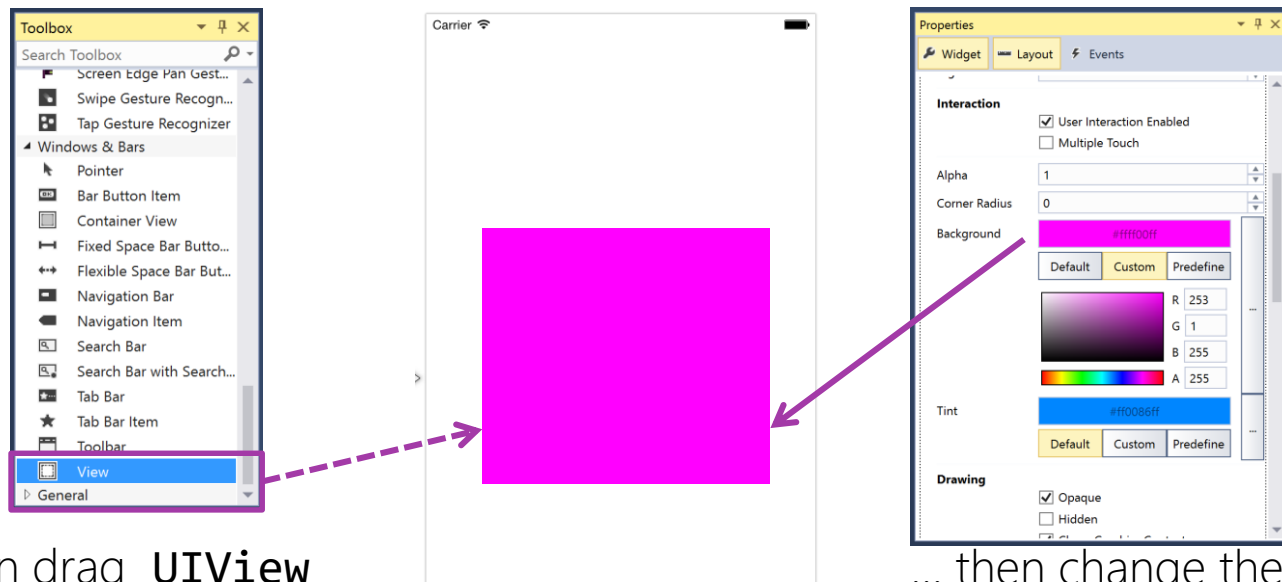 Toolbox
Search Toolbox
Screen Edge Pan Gest...
Swipe Gesture Recogn...
Tap Gesture Recognizer
Windows & Bars
Pointer
Bar Button Item
Container View
Fixed Space Bar Butto...
Flexible Space Bar But...
Navigation Bar
Navigation Item
Search Bar
Search Bar with Search...
Tab Bar
Tab Bar Item
Toolbar
View
General
drag UIView
Carrier
Properties
Widget Layout Events
Interaction
User Interaction Enabled
Multiple Touch
Alpha 1
Corner Radius 0
Background #ffff00ff
Default Custom Predefine
R 253
G 1
B 255
A 255
...
Tint #ff0086ff
Default Custom Predefine
...
Drawing
Opaque
Hidden
... then change the